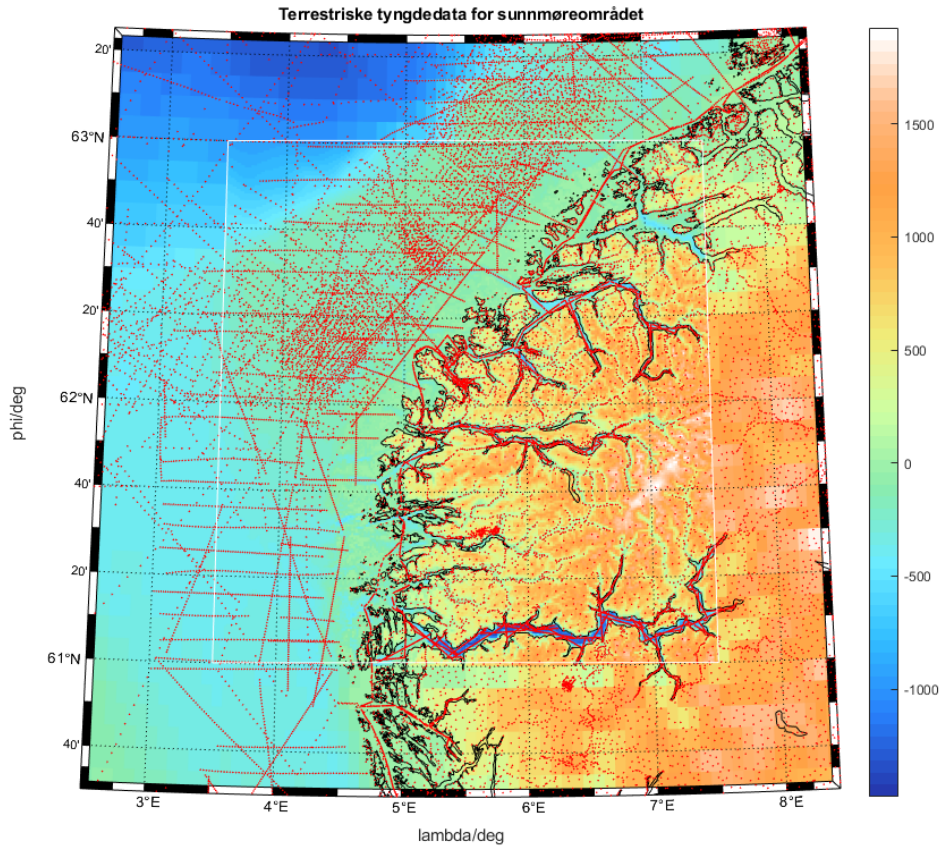 Terrestriske tyngdedata for sunnmøreområdet
20'
63°N
40'
20'
62°N
40'
20'
61°N
40'
phi/deg
3°E
4°E
5°E
6°E
7°E
8°E
lambda/deg
1500
1000
500
0
-500
-1000